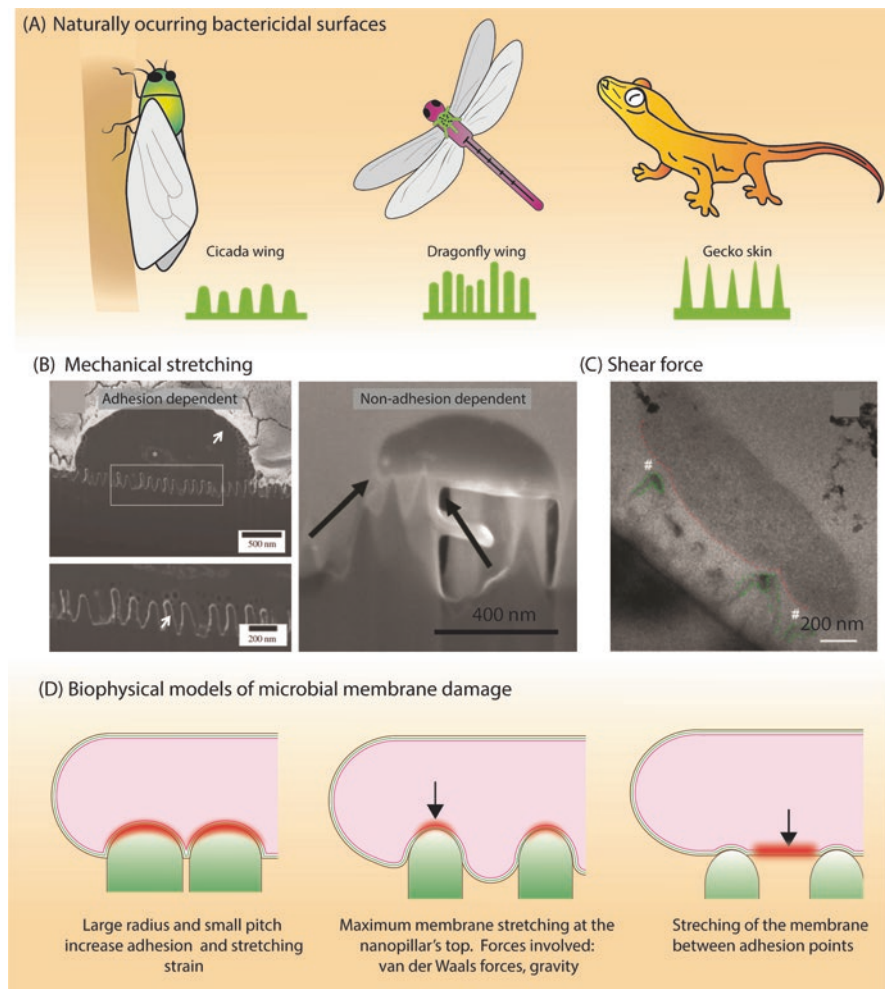 (A) Naturally ocurring bactericidal surfaces
Cicada wing
Dragonfly wing
Gecko skin
(B) Mechanical stretching
Adhesion dependent
500 nm
200 nm
Non-adhesion dependent
400 nm
(C) Shear force
#
#
200 nm
(D) Biophysical models of microbial membrane damage
Large radius and small pitch
increase adhesion and stretching
strain
Maximum membrane stretching at the
nanopillar's top. Forces involved:
van der Waals forces, gravity
Streching of the membrane
between adhesion points